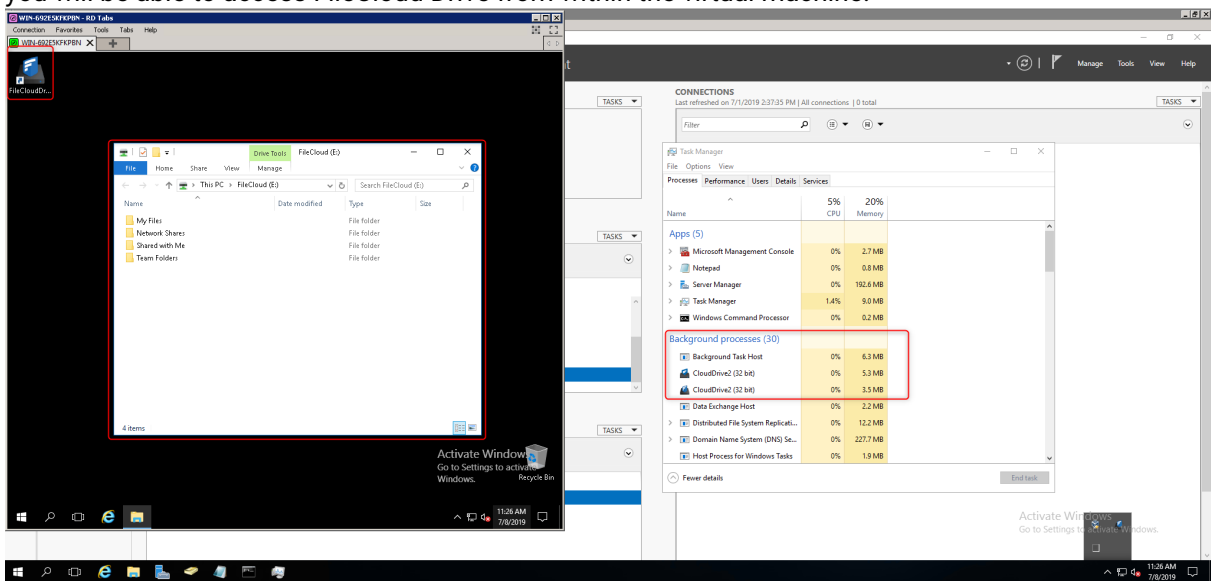 you will be able to access FileCloud Drive from within the virtual machine.
WIN-692E5KFKPBN - RD Tabs
Connection Favorites Tools Tabs Help
WIN-692E5KFKPBN
FileCloudDr...
Drive Tools FileCloud (E:)
File Home Share View Manage
This PC > FileCloud (E:) Search FileCloud (E:)
Name Date modified Type Size
My Files File folder
Network Shares File folder
Shared with Me File folder
Team Folders File folder
4 items
Activate Windows
Go to Settings to activate
Windows.
Recycle Bin
11:26 AM
7/8/2019
Manage Tools View Help
TASKS
TASKS
TASKS
CONNECTIONS
Last refreshed on 7/1/2019 2:37:35 PM | All connections | 0 total
TASKS
Filter
Task Manager
File Options View
Processes Performance Users Details Services
5% 20%
Name CPU Memory
Apps (5)
Microsoft Management Console 0% 2.7 MB
Notepad 0% 0.8 MB
Server Manager 0% 192.6 MB
Task Manager 1.4% 9.0 MB
Windows Command Processor 0% 0.2 MB
Background processes (30)
Background Task Host 0% 6.3 MB
CloudDrive2 (32 bit) 0% 5.3 MB
CloudDrive2 (32 bit) 0% 3.5 MB
Data Exchange Host 0% 2.2 MB
Distributed File System Replicati... 0% 12.2 MB
Domain Name System (DNS) Se... 0% 227.7 MB
Host Process for Windows Tasks 0% 1.9 MB
Fewer details End task
Activate Windows
Go to Settings to activate Windows.
11:26 AM
7/8/2019